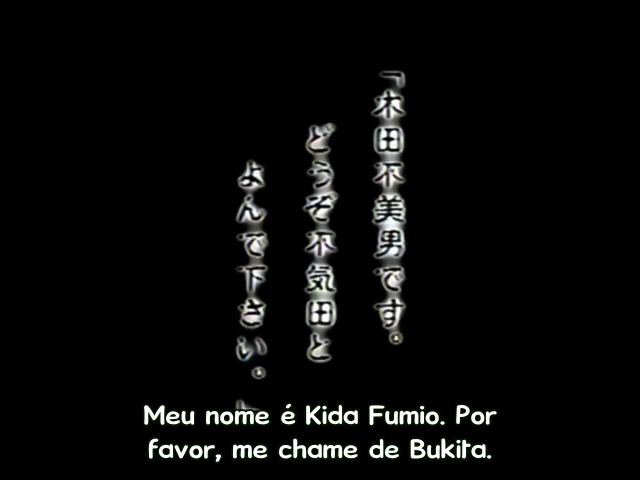 「木田不美男です。
どうぞ不気田と
よんで下さい。」
Meu nome é Kida Fumio. Por
favor, me chame de Bukita.